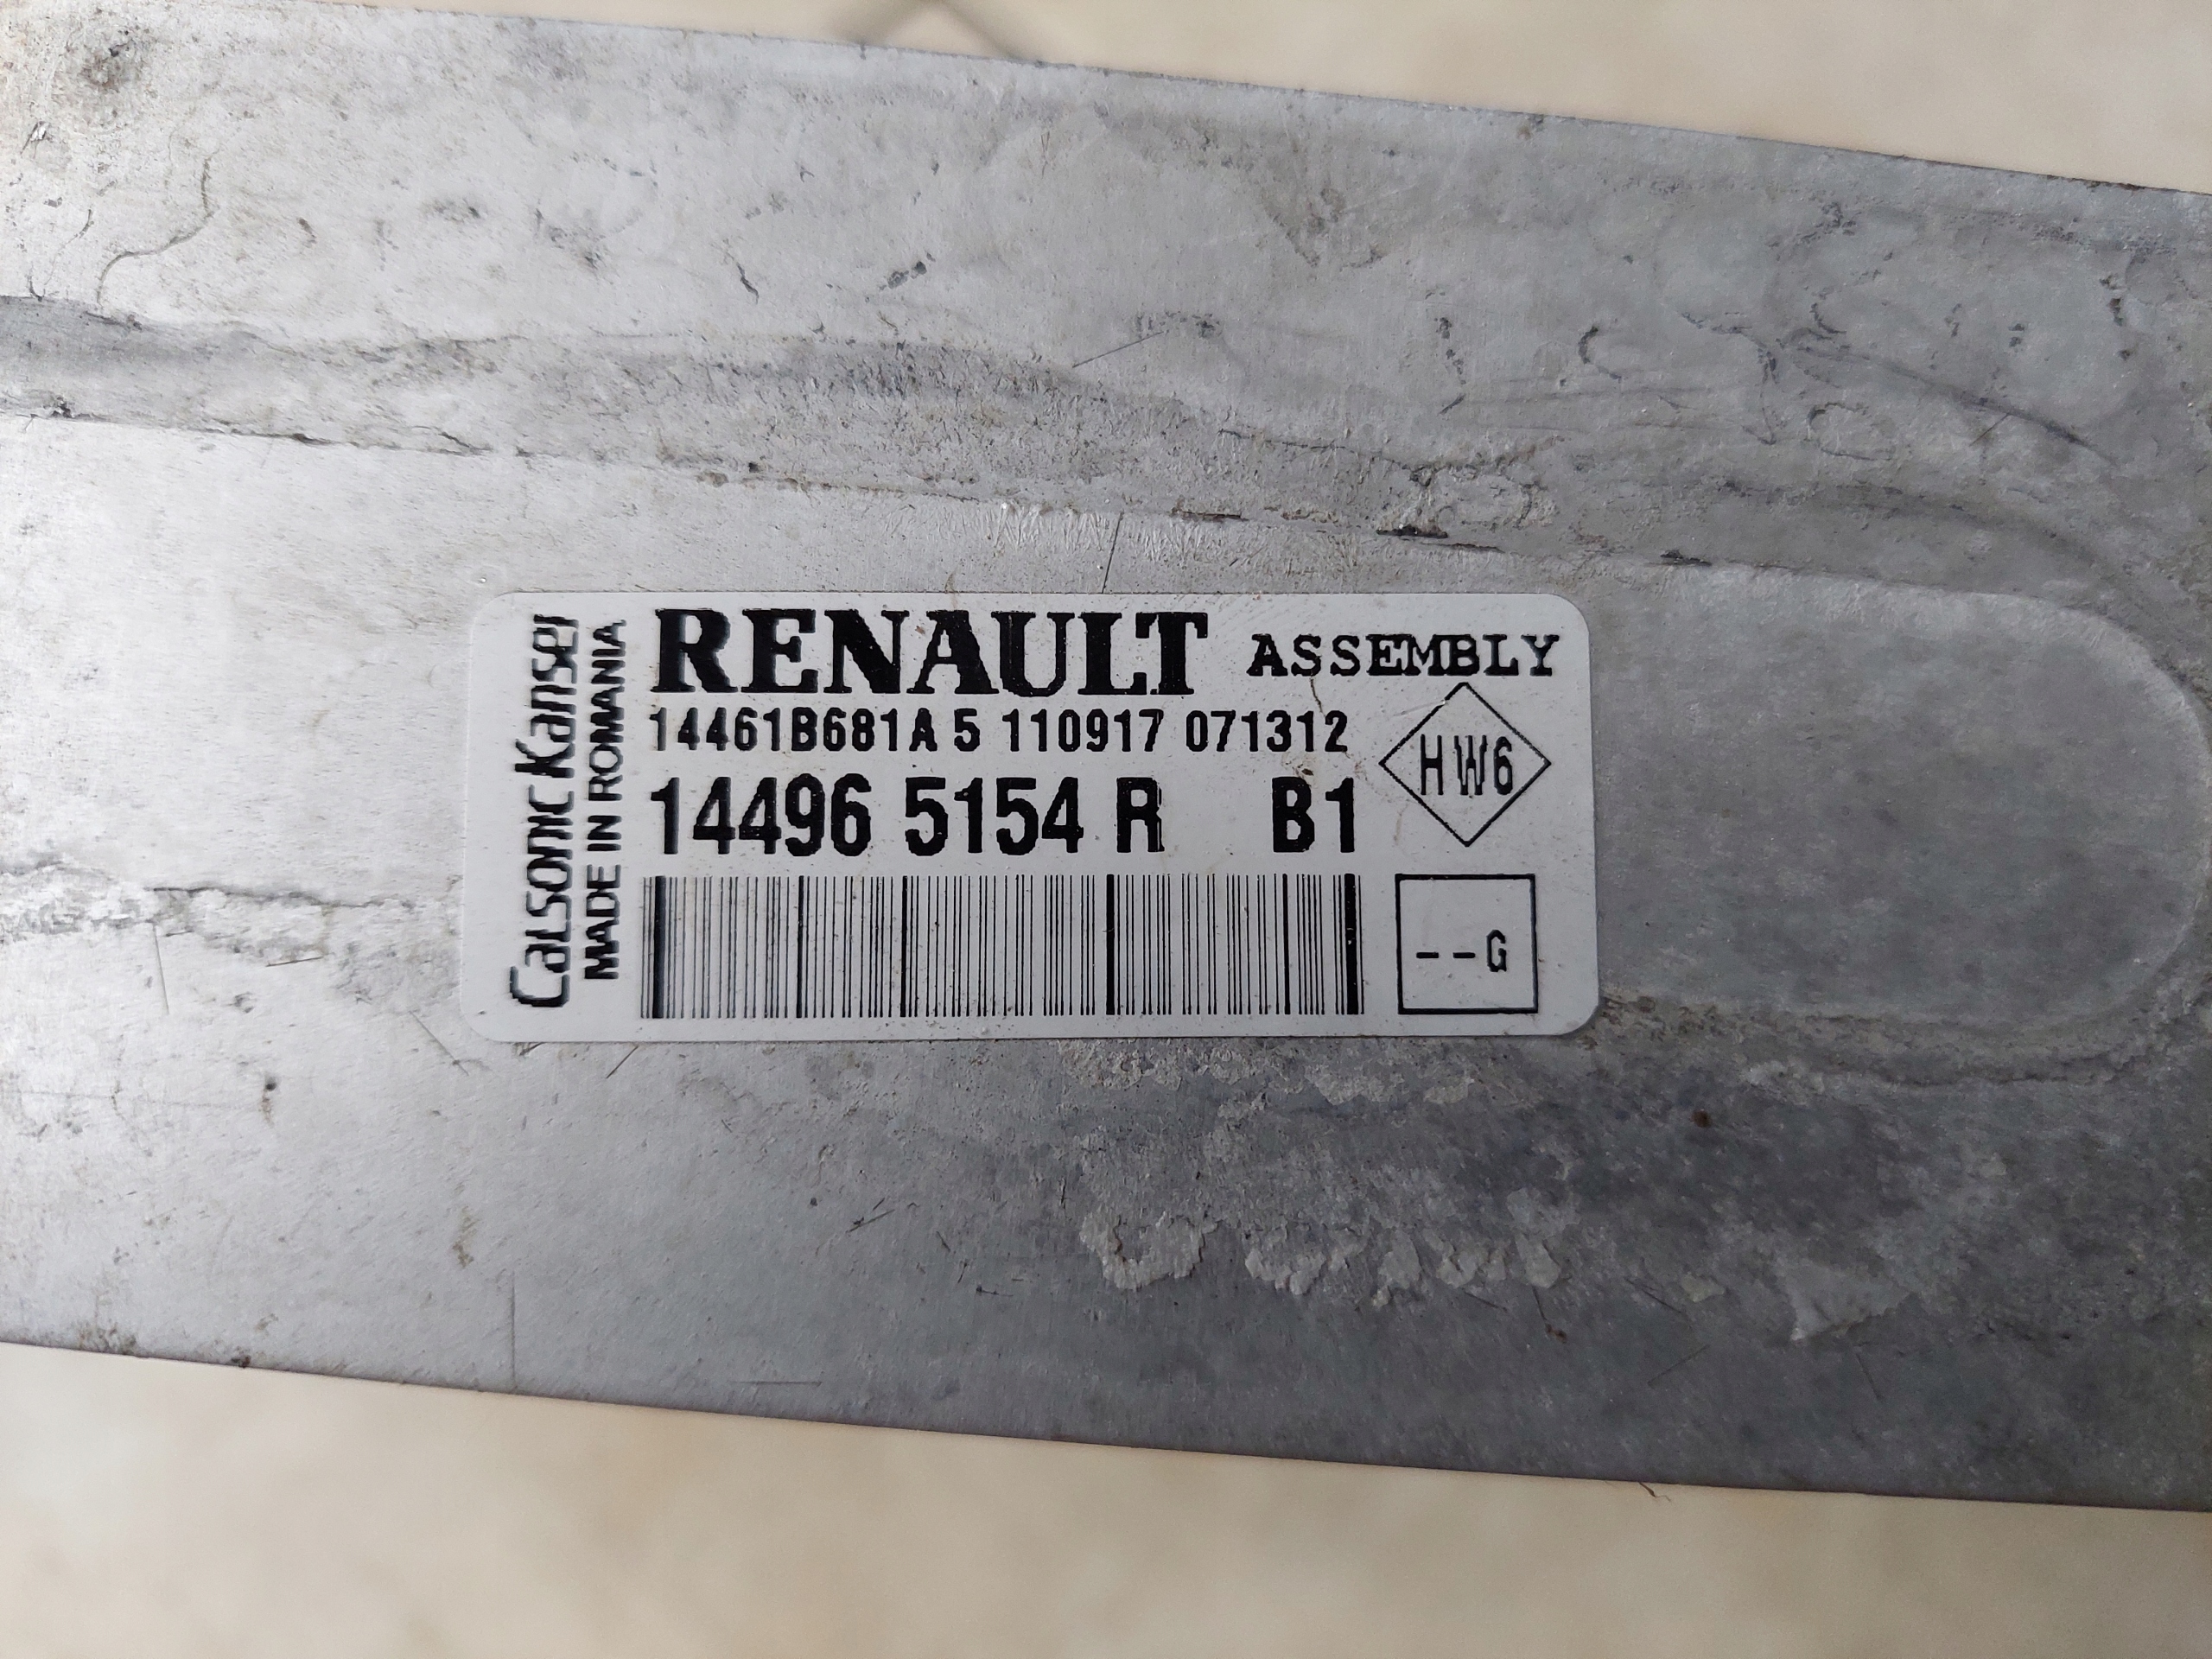 Calsonic Kansei
MADE IN ROMANIA
RENAULT ASSEMBLY
14461B681A 5 110917 071312
HW6
14496 5154 R B1
--G